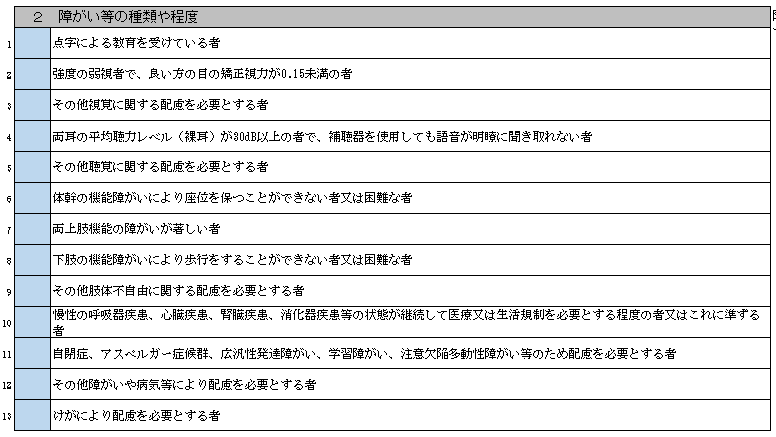 2 障がい等の種類や程度
1 点字による教育を受けている者
2 強度の弱視者で、良い方の目の矯正視力が0.15未満の者
3 その他視覚に関する配慮を必要とする者
4 両耳の平均聴力レベル（裸耳）が30dB以上の者で、補聴器を使用しても語音が明瞭に聞き取れない者
5 その他聴覚に関する配慮を必要とする者
6 体幹の機能障がいにより座位を保つことができない者又は困難な者
7 両上肢機能の障がいが著しい者
8 下肢の機能障がいにより歩行をすることができない者又は困難な者
9 その他肢体不自由に関する配慮を必要とする者
10 慢性の呼吸器疾患、心臓疾患、腎臓疾患、消化器疾患等の状態が継続して医療又は生活規制を必要とする程度の者又はこれに準ずる
者
11 自閉症、アスペルガー症候群、広汎性発達障がい、学習障がい、注意欠陥多動性障がい等のため配慮を必要とする者
12 その他障がいや病気等により配慮を必要とする者
13 けがにより配慮を必要とする者